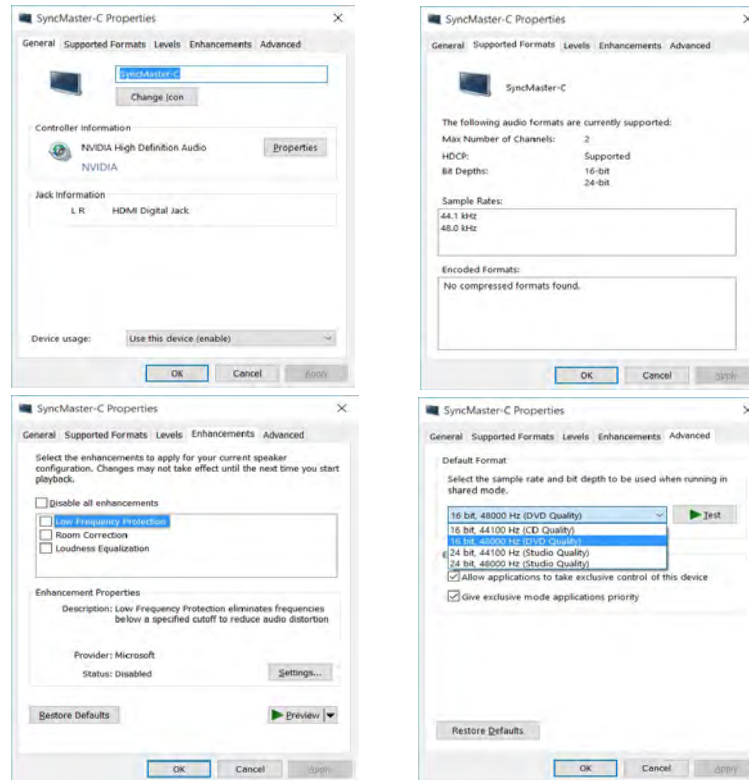 SyncMaster-C Properties
General Supported Formats Levels Enhancements Advanced
SyncMaster-C
Change Icon
Controller Information
NVIDIA High Definition Audio
Properties
NVIDIA
Jack Information
L R HDMI Digital Jack
Device usage: Use this device (enable)
OK Cancel Apply
SyncMaster-C Properties
General Supported Formats Levels Enhancements Advanced
SyncMaster-C
The following audio formats are currently supported:
Max Number of Channels: 2
HDCP: Supported
Bit Depths: 16-bit
24-bit
Sample Rates:
44.1 kHz
48.0 kHz
Encoded Formats:
No compressed formats found.
OK Cancel Apply
SyncMaster-C Properties
General Supported Formats Levels Enhancements Advanced
Select the enhancements to apply for your current speaker
configuration. Changes may not take effect until the next time you start
playback.
Disable all enhancements
Low Frequency Protection
Room Correction
Loudness Equalization
Enhancement Properties
Description: Low Frequency Protection eliminates frequencies
below a specified cutoff to reduce audio distortion
Provider: Microsoft
Status: Disabled
Settings...
Restore Defaults
Preview
OK Cancel Apply
SyncMaster-C Properties
General Supported Formats Levels Enhancements Advanced
Default Format
Select the sample rate and bit depth to be used when running in
shared mode.
16 bit, 48000 Hz (DVD Quality)
Test
16 bit, 44100 Hz (CD Quality)
16 bit, 48000 Hz (DVD Quality)
24 bit, 44100 Hz (Studio Quality)
24 bit, 48000 Hz (Studio Quality)
Allow applications to take exclusive control of this device
Give exclusive mode applications priority
Restore Defaults
OK Cancel Apply